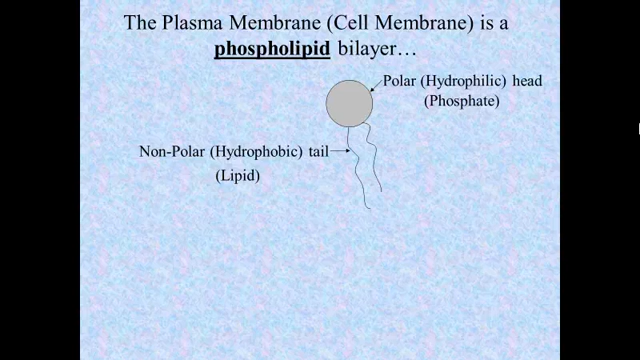 The Plasma Membrane (Cell Membrane) is a
phospholipid bilayer…
Polar (Hydrophilic) head
(Phosphate)
Non-Polar (Hydrophobic) tail
(Lipid)